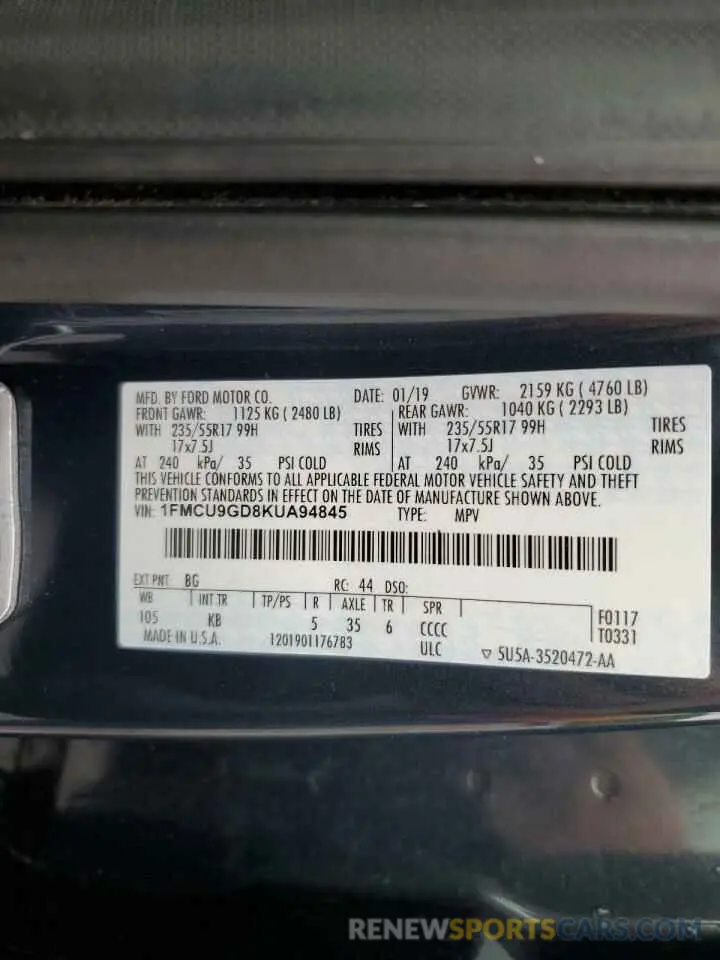 MFD. BY FORD MOTOR CO. DATE: 01/19 GVWR: 2159 KG ( 4760 LB)
FRONT GAWR: 1125 KG ( 2480 LB) REAR GAWR: 1040 KG ( 2293 LB)
WITH 235/55R17 99H TIRES WITH 235/55R17 99H TIRES
17x7.5J RIMS 17x7.5J RIMS
AT 240 kPa/ 35 PSI COLD AT 240 kPa/ 35 PSI COLD
THIS VEHICLE CONFORMS TO ALL APPLICABLE FEDERAL MOTOR VEHICLE SAFETY AND THEFT
PREVENTION STANDARDS IN EFFECT ON THE DATE OF MANUFACTURE SHOWN ABOVE.
VIN: 1FMCU9GD8KUA94845 TYPE: MPV
EXT PNT: BG RC: 44 DSO:
WB INT TR TP/PS R AXLE TR SPR F0117
105 KB 5 35 6 CCCC T0331
MADE IN U.S.A. 1201901176783 ULC 5U5A-3520472-AA
RENEWSPORTSCARS.COM